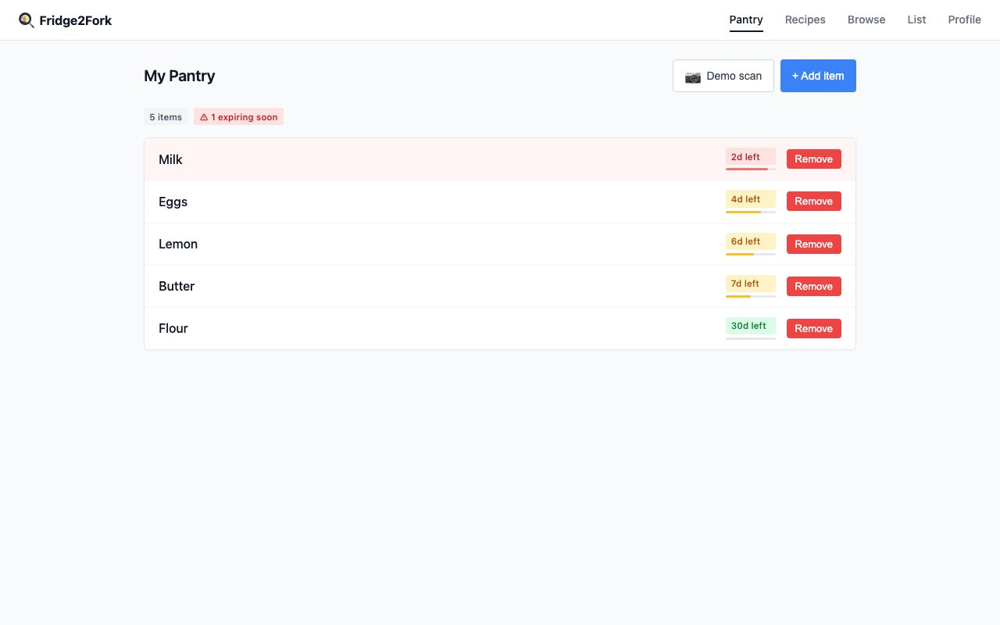 Fridge2Fork
Pantry Recipes Browse List Profile
My Pantry
Demo scan
+ Add item
5 items
1 expiring soon
Milk 2d left Remove
Eggs 4d left Remove
Lemon 6d left Remove
Butter 7d left Remove
Flour 30d left Remove